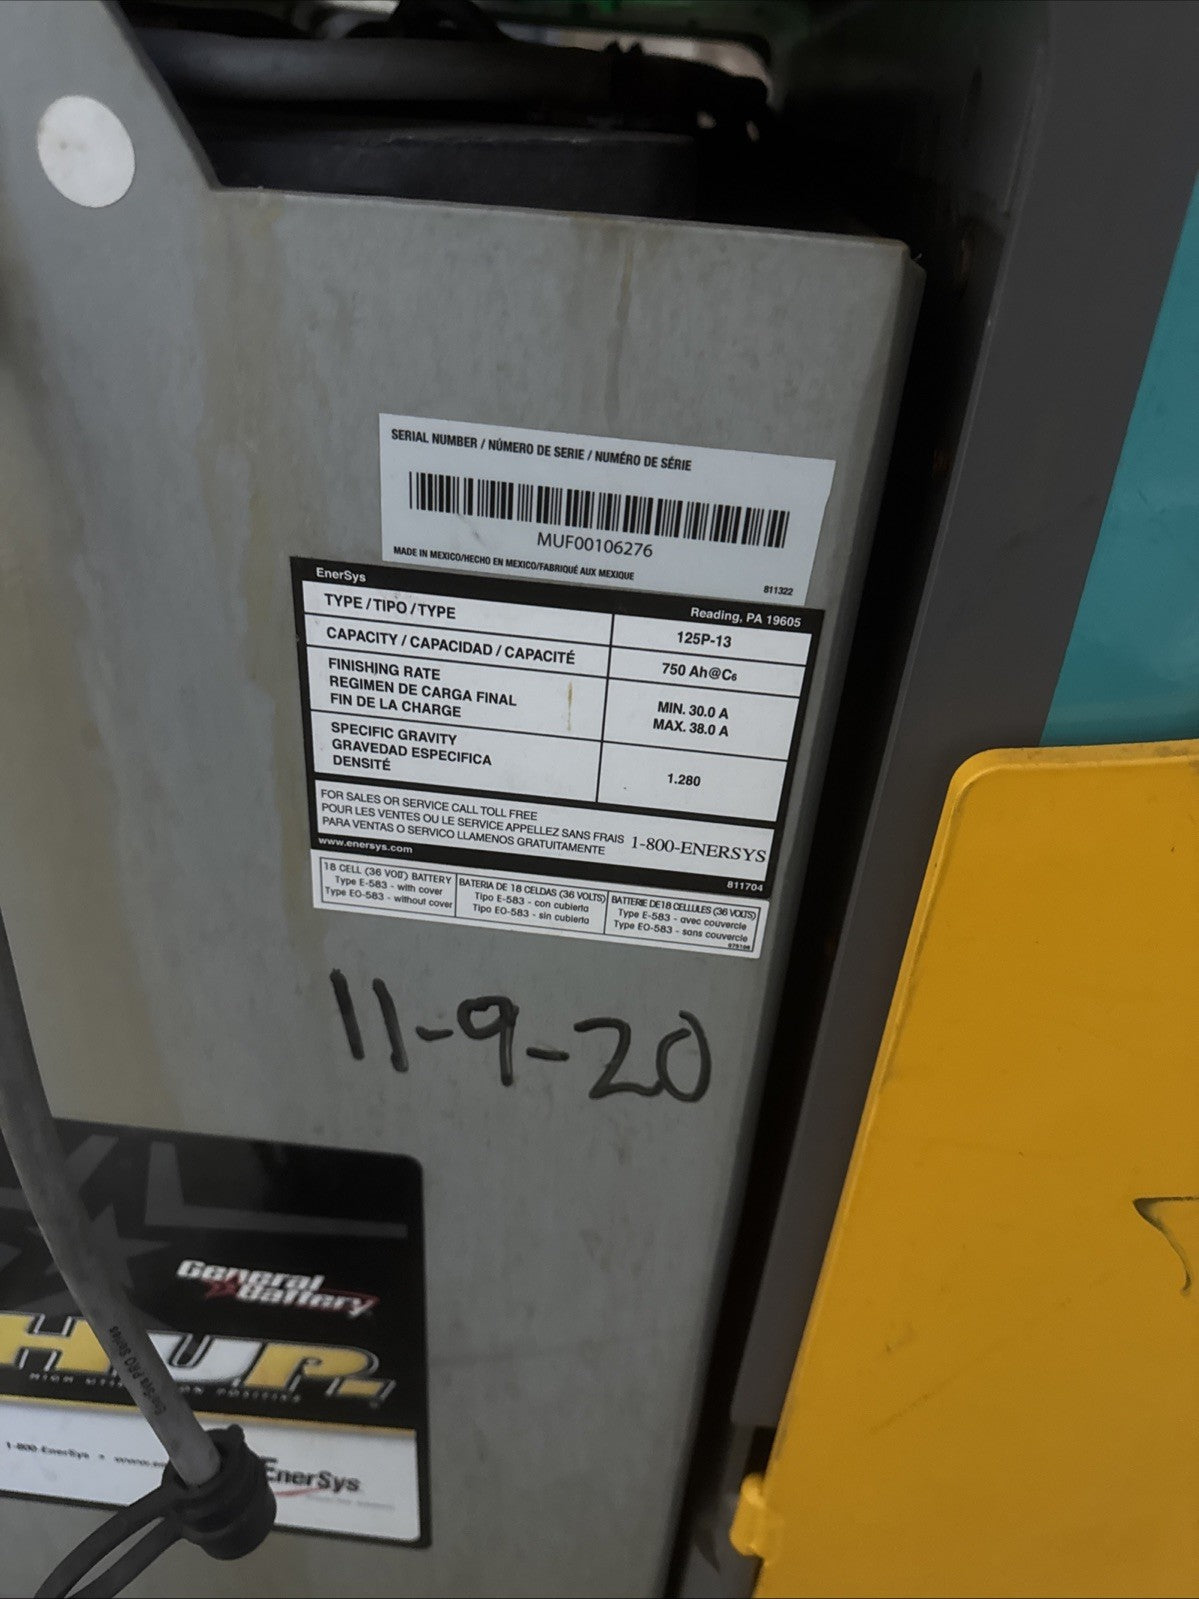 SERIAL NUMBER / NÚMERO DE SERIE / NUMÉRO DE SÉRIE
MUF00106276
MADE IN MEXICO/HECHO EN MEXICO/FABRIQUÉ AUX MEXIQUE
811322
EnerSys
Reading, PA 19605
TYPE / TIPO / TYPE
125P-13
CAPACITY / CAPACIDAD / CAPACITÉ
750 Ah@C6
FINISHING RATE
REGIMEN DE CARGA FINAL
FIN DE LA CHARGE
MIN. 30.0 A
MAX. 38.0 A
SPECIFIC GRAVITY
GRAVEDAD ESPECIFICA
DENSITÉ
1.280
FOR SALES OR SERVICE CALL TOLL FREE
POUR LES VENTES OU LE SERVICE APPELLEZ SANS FRAIS
PARA VENTAS O SERVICO LLAMENOS GRATUITAMENTE
1-800-ENERSYS
www.enersys.com
811704
18 CELL (36 VOLT) BATTERY
Type E-583 - with cover
Type EO-583 - without cover
BATERIA DE 18 CELDAS (36 VOLTS)
Tipo E-583 - con cubierta
Tipo EO-583 - sin cubierta
BATTERIE DE 18 CELLULES (36 VOLTS)
Type E-583 - avec couvercle
Type EO-583 - sans couvercle
11-9-20
General
Battery
H.U.P.
HIGH POSITIVE
EnerSys PRO Series
1-800-EnerSys •
EnerSys